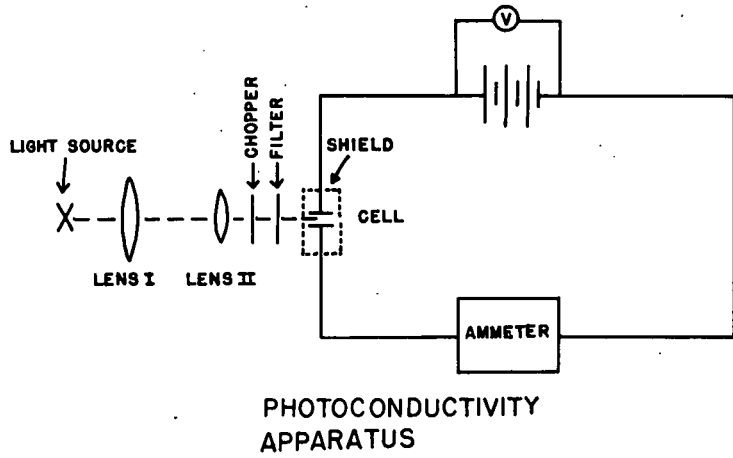 V
CHOPPER
FILTER
LIGHT SOURCE
SHIELD
CELL
LENS I
LENS II
AMMETER
PHOTOCONDUCTIVITY
APPARATUS